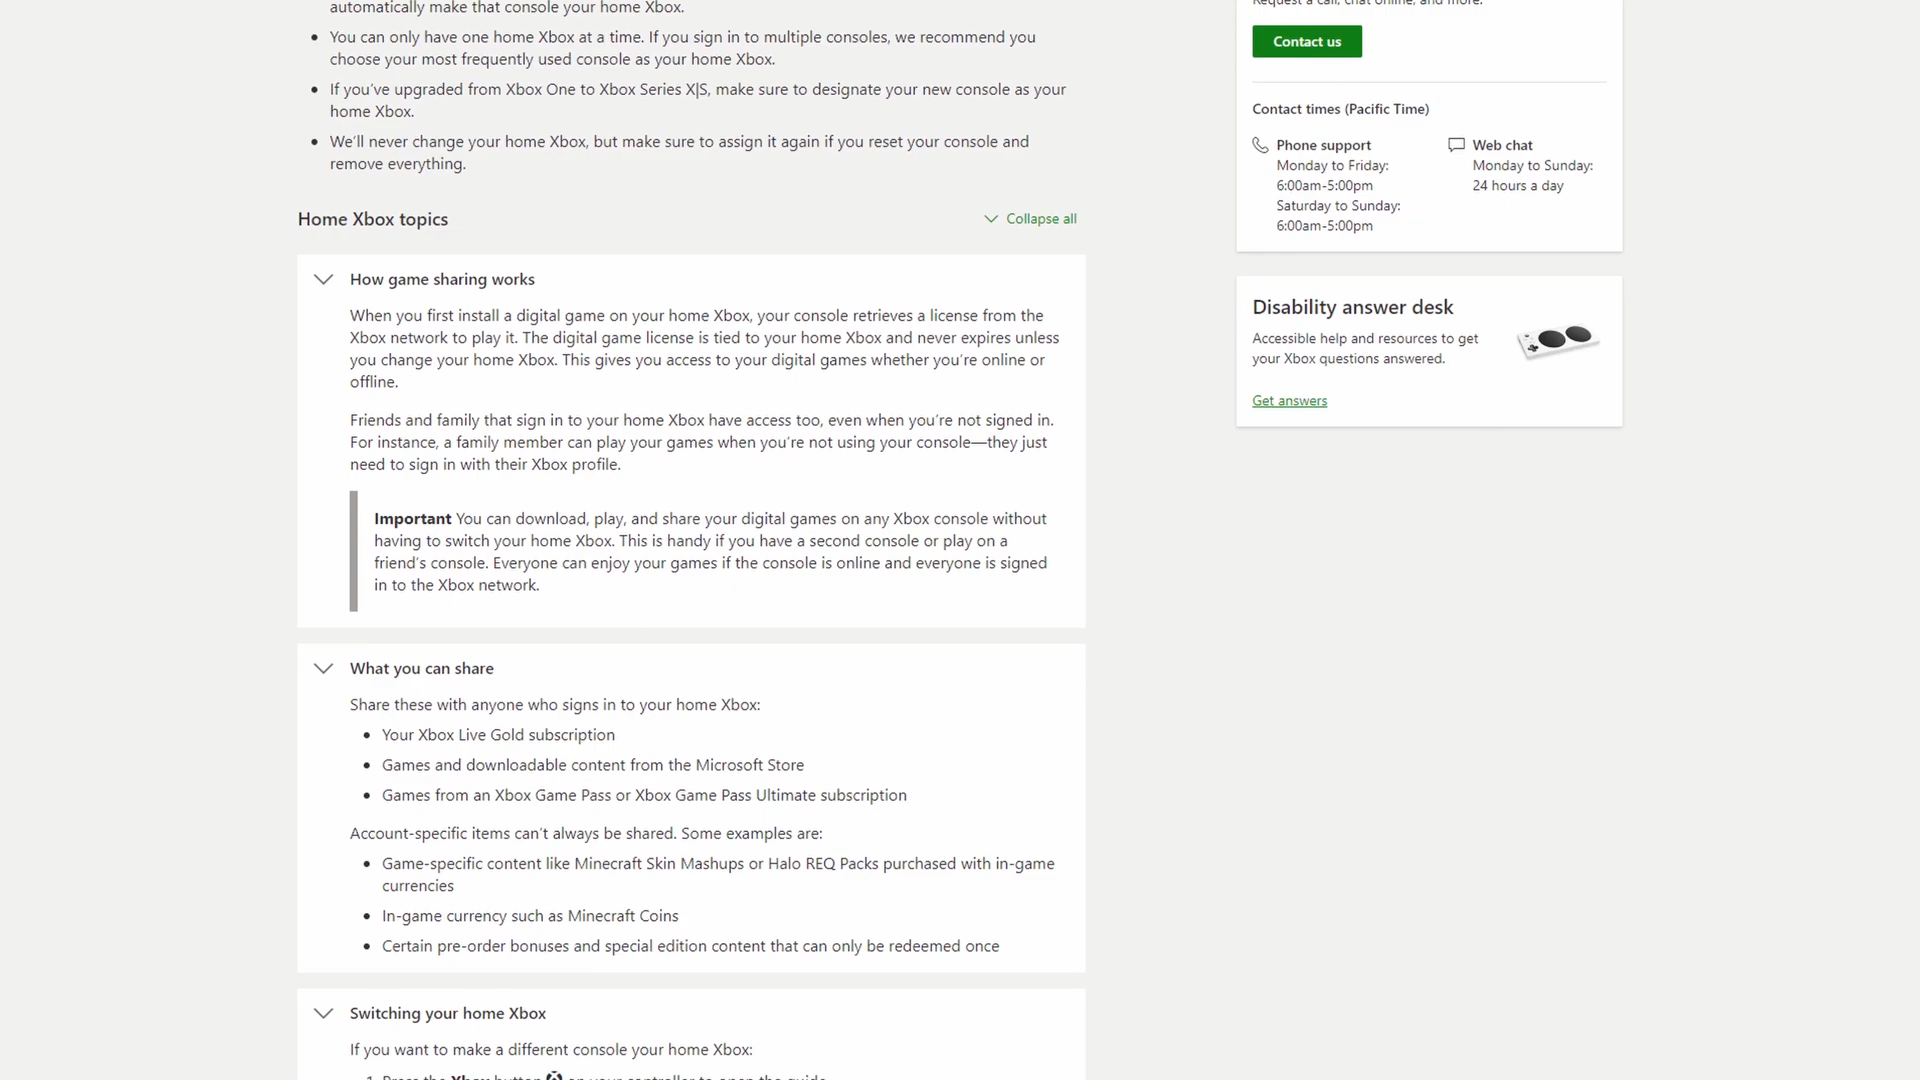 automatically make that console your home Xbox.
You can only have one home Xbox at a time. If you sign in to multiple consoles, we recommend you
choose your most frequently used console as your home Xbox.
If you've upgraded from Xbox One to Xbox Series X|S, make sure to designate your new console as your
home Xbox.
We'll never change your home Xbox, but make sure to assign it again if you reset your console and
remove everything.
Home Xbox topics
Collapse all
How game sharing works
When you first install a digital game on your home Xbox, your console retrieves a license from the
Xbox network to play it. The digital game license is tied to your home Xbox and never expires unless
you change your home Xbox. This gives you access to your digital games whether you're online or
offline.
Friends and family that sign in to your home Xbox have access too, even when you're not signed in.
For instance, a family member can play your games when you're not using your console—they just
need to sign in with their Xbox profile.
Important You can download, play, and share your digital games on any Xbox console without
having to switch your home Xbox. This is handy if you have a second console or play on a
friend's console. Everyone can enjoy your games if the console is online and everyone is signed
in to the Xbox network.
What you can share
Share these with anyone who signs in to your home Xbox:
Your Xbox Live Gold subscription
Games and downloadable content from the Microsoft Store
Games from an Xbox Game Pass or Xbox Game Pass Ultimate subscription
Account-specific items can't always be shared. Some examples are:
Game-specific content like Minecraft Skin Mashups or Halo REQ Packs purchased with in-game
currencies
In-game currency such as Minecraft Coins
Certain pre-order bonuses and special edition content that can only be redeemed once
Switching your home Xbox
If you want to make a different console your home Xbox:
1. Press the Xbox button on your controller to open the guide
Request a call, chat online, and more.
Contact us
Contact times (Pacific Time)
Phone support
Monday to Friday:
6:00am-5:00pm
Saturday to Sunday:
6:00am-5:00pm
Web chat
Monday to Sunday:
24 hours a day
Disability answer desk
Accessible help and resources to get
your Xbox questions answered.
Get answers